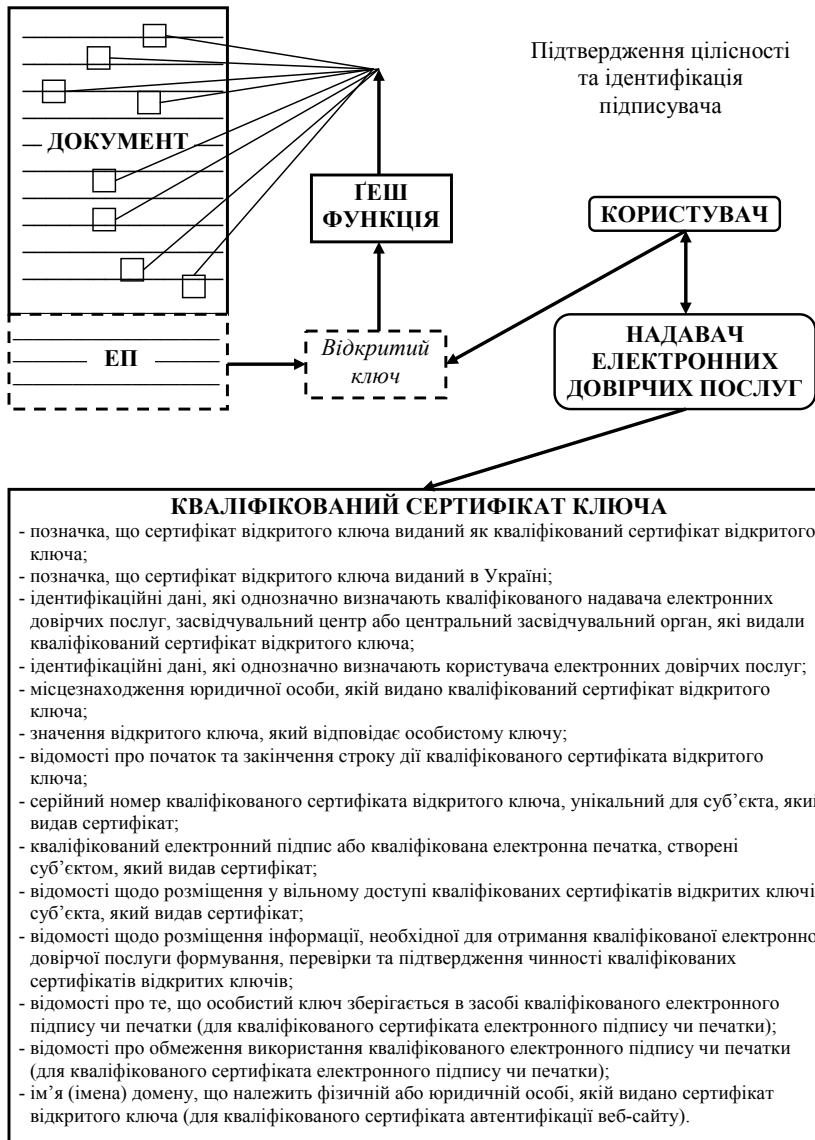 Підтвердження цілісності
та ідентифікація
підписувача
ДОКУМЕНТ
ҐЕШ
ФУНКЦІЯ
КОРИСТУВАЧ
ЕП
Відкритий
ключ
НАДАВАЧ
ЕЛЕКТРОННИХ
ДОВІРЧИХ ПОСЛУГ
КВАЛІФІКОВАНИЙ СЕРТИФІКАТ КЛЮЧА
- позначка, що сертифікат відкритого ключа виданий як кваліфікований сертифікат відкритого
ключа;
- позначка, що сертифікат відкритого ключа виданий в Україні;
- ідентифікаційні дані, які однозначно визначають кваліфікованого надавача електронних
довірчих послуг, засвідчувальний центр або центральний засвідчувальний орган, які видали
кваліфікований сертифікат відкритого ключа;
- ідентифікаційні дані, які однозначно визначають користувача електронних довірчих послуг;
- місцезнаходження юридичної особи, якій видано кваліфікований сертифікат відкритого
ключа;
- значення відкритого ключа, який відповідає особистому ключу;
- відомості про початок та закінчення строку дії кваліфікованого сертифіката відкритого
ключа;
- серійний номер кваліфікованого сертифіката відкритого ключа, унікальний для суб’єкта, який
видав сертифікат;
- кваліфікований електронний підпис або кваліфікована електронна печатка, створені
суб’єктом, який видав сертифікат;
- відомості щодо розміщення у вільному доступі кваліфікованих сертифікатів відкритих ключі
суб’єкта, який видав сертифікат;
- відомості щодо розміщення інформації, необхідної для отримання кваліфікованої електронно
довірчої послуги формування, перевірки та підтвердження чинності кваліфікованих
сертифікатів відкритих ключів;
- відомості про те, що особистий ключ зберігається в засобі кваліфікованого електронного
підпису чи печатки (для кваліфікованого сертифіката електронного підпису чи печатки);
- відомості про обмеження використання кваліфікованого електронного підпису чи печатки
(для кваліфікованого сертифіката електронного підпису чи печатки);
- ім’я (імена) домену, що належить фізичній або юридичній особі, якій видано сертифікат
відкритого ключа (для кваліфікованого сертифіката автентифікації веб-сайту).